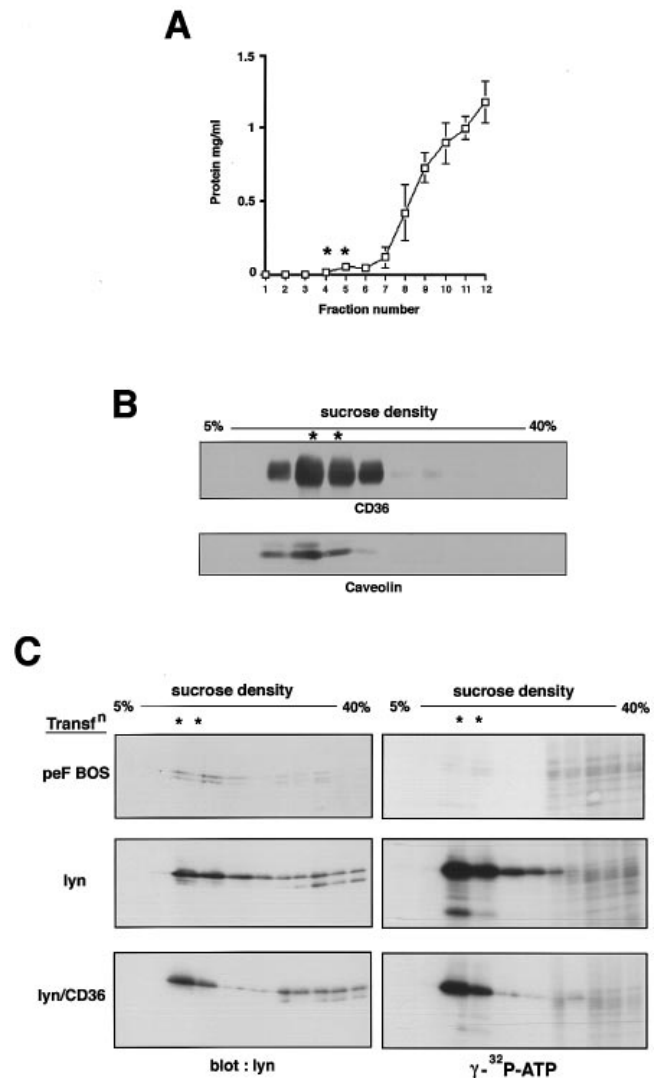 A
1.5
1
0.5
0
Protein mg/ml
* *
1 2 3 4 5 6 7 8 9 10 11 12
Fraction number
B
sucrose density
5% 40%
* *
CD36
Caveolin
C
sucrose density sucrose density
5% 40% 5% 40%
Transfⁿ * * * *
peF BOS
lyn
lyn/CD36
blot : lyn γ-³²P-ATP